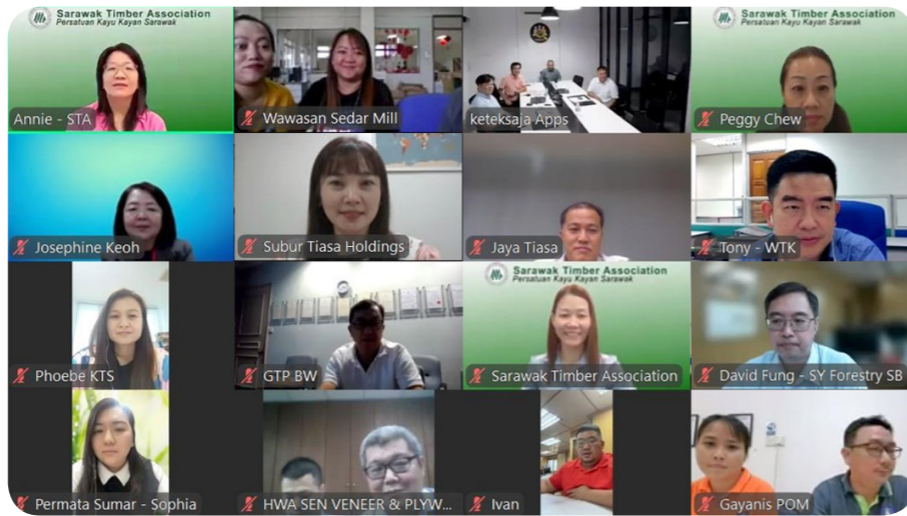 Sarawak Timber Association
Persatuan Kayu Kayan Sarawak
Sarawak Timber Association
Persatuan Kayu Kayan Sarawak
Annie - STA
Wawasan Sedar Mill
keteksaja Apps
Peggy Chew
Josephine Keoh
Subur Tiasa Holdings
Jaya Tiasa
Tony - WTK
Sarawak Timber Association
Persatuan Kayu Kayan Sarawak
Phoebe KTS
GTP BW
Sarawak Timber Association
David Fung - SY Forestry SB
Permata Sumar - Sophia
HWA SEN VENEER & PLYW...
Ivan
Gayanis POM